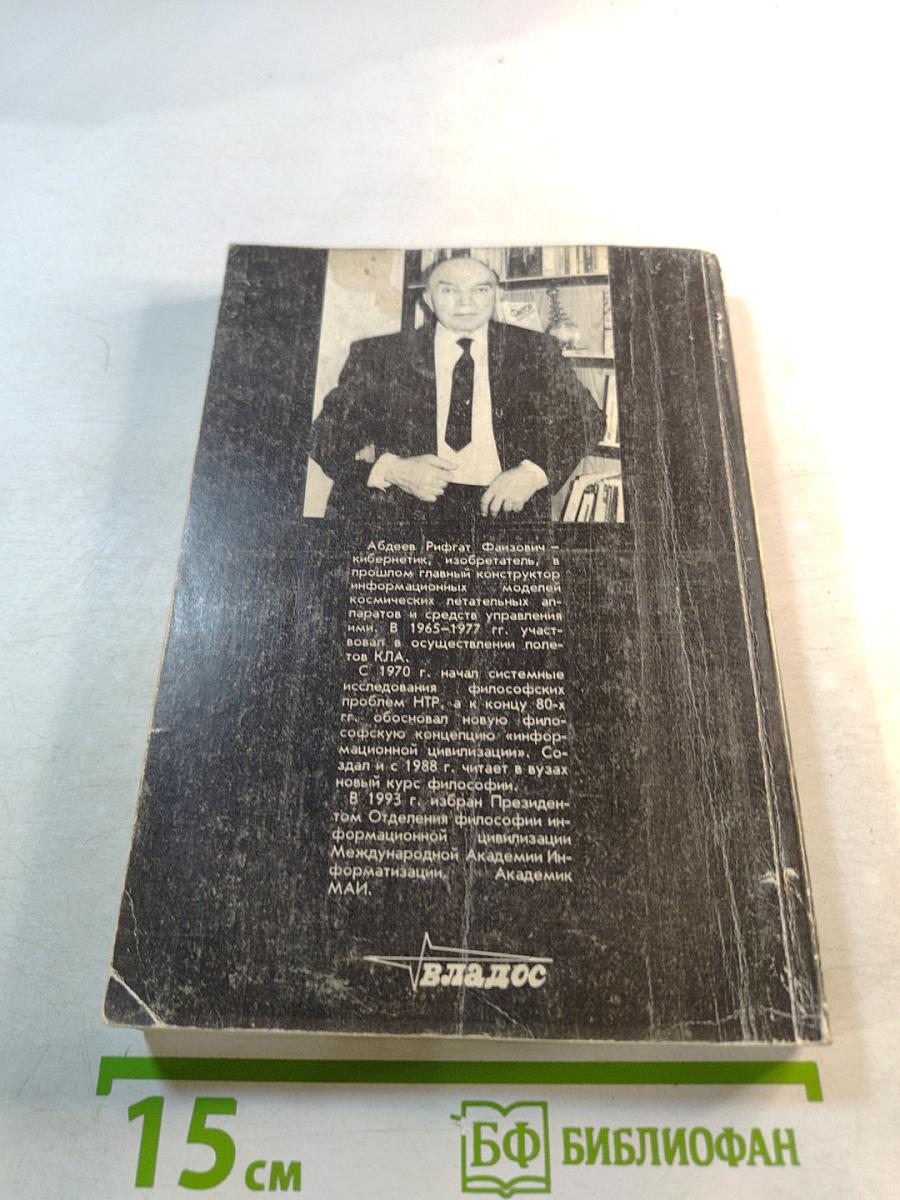 Абдеев Рифгат Фаизович –
кибернетик, изобретатель, в
прошлом главный конструктор
информационных моделей
космических летательных ап-
паратов и средств управления
ими. В 1965–1977 гг. участ-
вовал в осуществлении поле-
тов КЛА.
С 1970 г. начал системные
исследования философских
проблем НТР, а к концу 80-х
гг. обосновал новую фило-
софскую концепцию «инфор-
мационной цивилизации». Со-
здал и с 1988 г. читает в вузах
новый курс философии.
В 1993 г. избран Президен-
том Отделения философии ин-
формационной цивилизации
Международной Академии Ин-
форматизации. Академик
МАИ.
владос
15 см
БФ БИБЛИОФАН